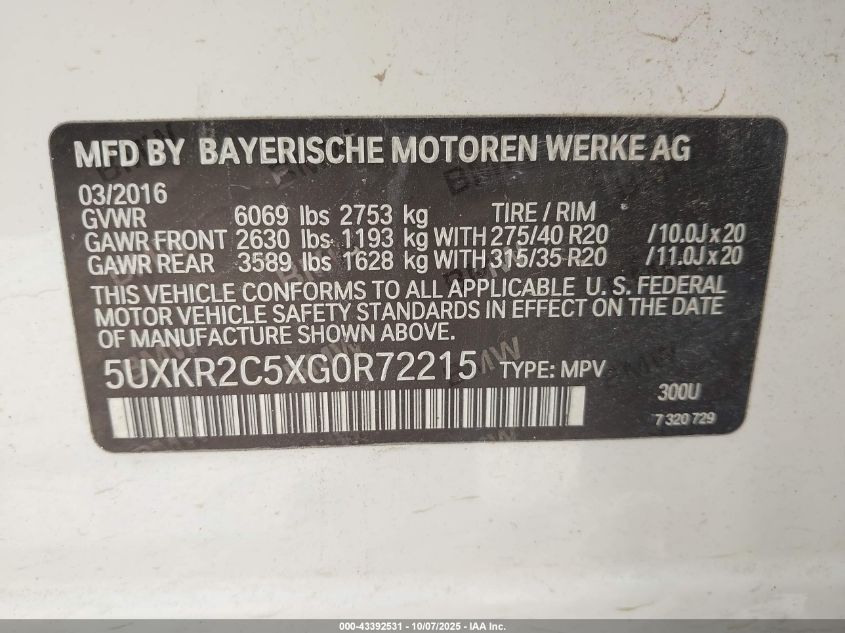 MFD BY BAYERISCHE MOTOREN WERKE AG
03/2016
GVWR 6069 lbs 2753 kg TIRE / RIM
GAWR FRONT 2630 lbs 1193 kg WITH 275/40 R20 /10.0J x 20
GAWR REAR 3589 lbs 1628 kg WITH 315/35 R20 /11.0J x 20
THIS VEHICLE CONFORMS TO ALL APPLICABLE U. S. FEDERAL
MOTOR VEHICLE SAFETY STANDARDS IN EFFECT ON THE DATE
OF MANUFACTURE SHOWN ABOVE.
5UXKR2C5XG0R72215 TYPE: MPV
300U
7 320 729
000-43392531 - 10/07/2025 - IAA Inc.